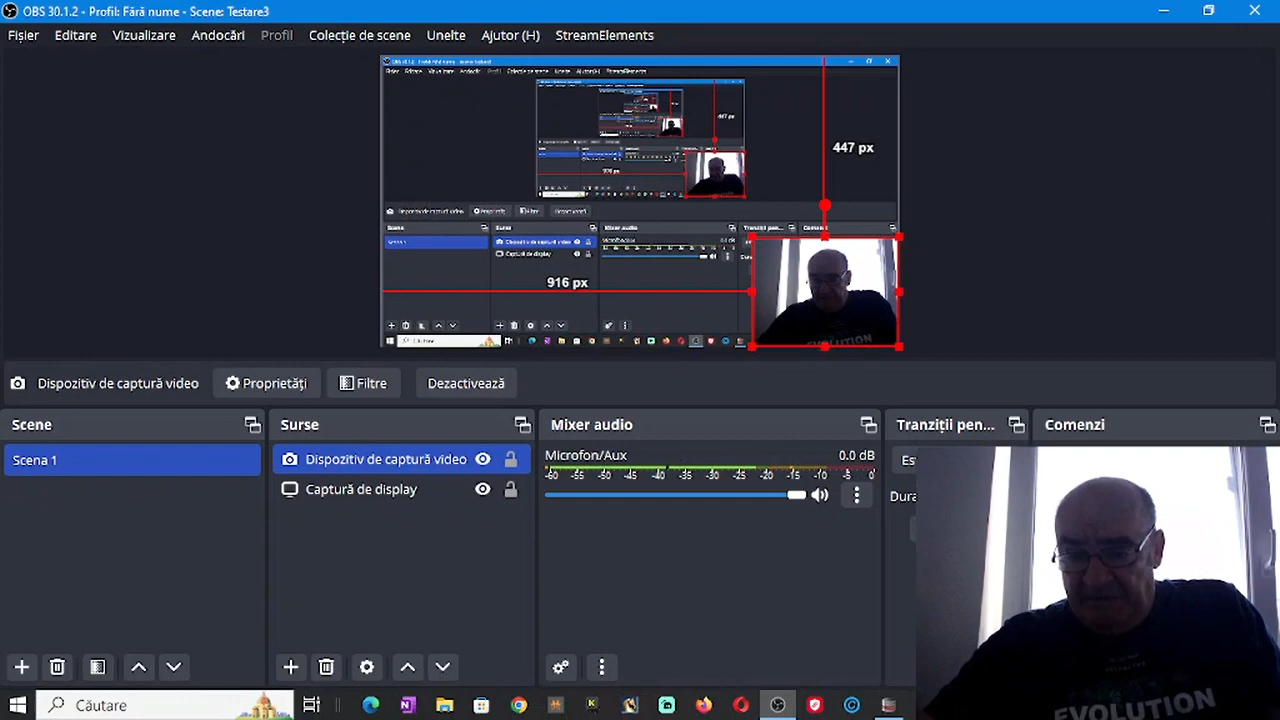 OBS 30.1.2 - Profil: Fără nume - Scene: Testare3
Fișier Editare Vizualizare Andocări Profil Colecție de scene Unelte Ajutor (H) StreamElements
447 px
916 px
Dispozitiv de captură video Proprietăți Filtre Dezactivează
Scene Surse Mixer audio Tranziții pen... Comenzi
Scena 1
Dispozitiv de captură video
Captură de display
Microfon/Aux 0.0 dB
-60 -55 -50 -45 -40 -35 -30 -25 -20 -15 -10 -5 0
Es
Dura
EVOLUTION
Căutare